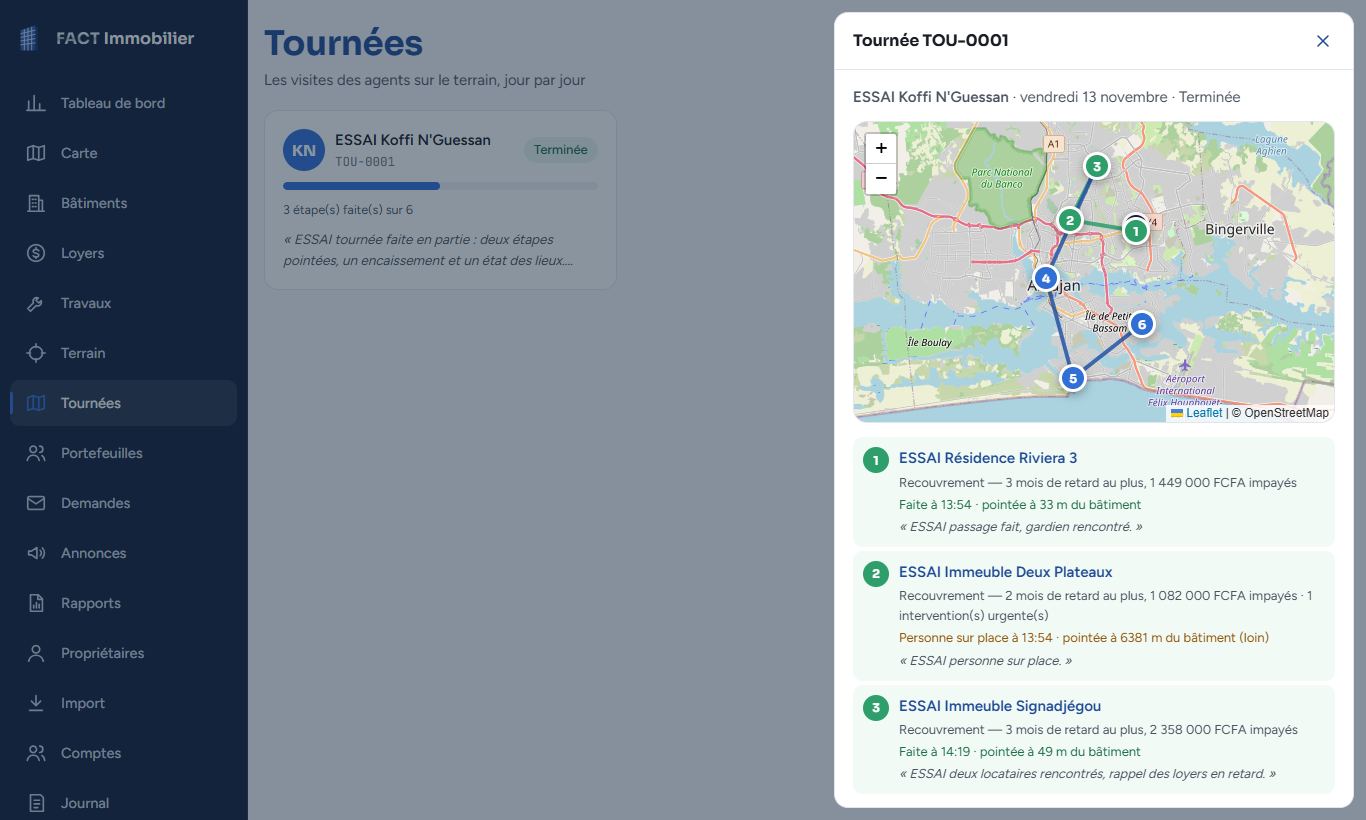 FACT Immobilier
Tableau de bord
Carte
Bâtiments
Loyers
Travaux
Terrain
Tournées
Portefeuilles
Demandes
Annonces
Rapports
Propriétaires
Import
Comptes
Journal
Tournées
Les visites des agents sur le terrain, jour par jour
KN
ESSAI Koffi N'Guessan
TOU-0001
Terminée
3 étape(s) faite(s) sur 6
« ESSAI tournée faite en partie : deux étapes
pointées, un encaissement et un état des lieux....
Tournée TOU-0001
ESSAI Koffi N'Guessan · vendredi 13 novembre · Terminée
+
−
A1
Lagune
Aghien
Parc National
du Banco
3
2
1
Bingerville
4
Île de Petit
Bassam
6
Île Boulay
5
Aéroport
International
Félix Houphouët-
Leaflet | © OpenStreetMap
1
ESSAI Résidence Riviera 3
Recouvrement — 3 mois de retard au plus, 1 449 000 FCFA impayés
Faite à 13:54 · pointée à 33 m du bâtiment
« ESSAI passage fait, gardien rencontré. »
2
ESSAI Immeuble Deux Plateaux
Recouvrement — 2 mois de retard au plus, 1 082 000 FCFA impayés · 1
intervention(s) urgente(s)
Personne sur place à 13:54 · pointée à 6381 m du bâtiment (loin)
« ESSAI personne sur place. »
3
ESSAI Immeuble Signadjégou
Recouvrement — 3 mois de retard au plus, 2 358 000 FCFA impayés
Faite à 14:19 · pointée à 49 m du bâtiment
« ESSAI deux locataires rencontrés, rappel des loyers en retard. »